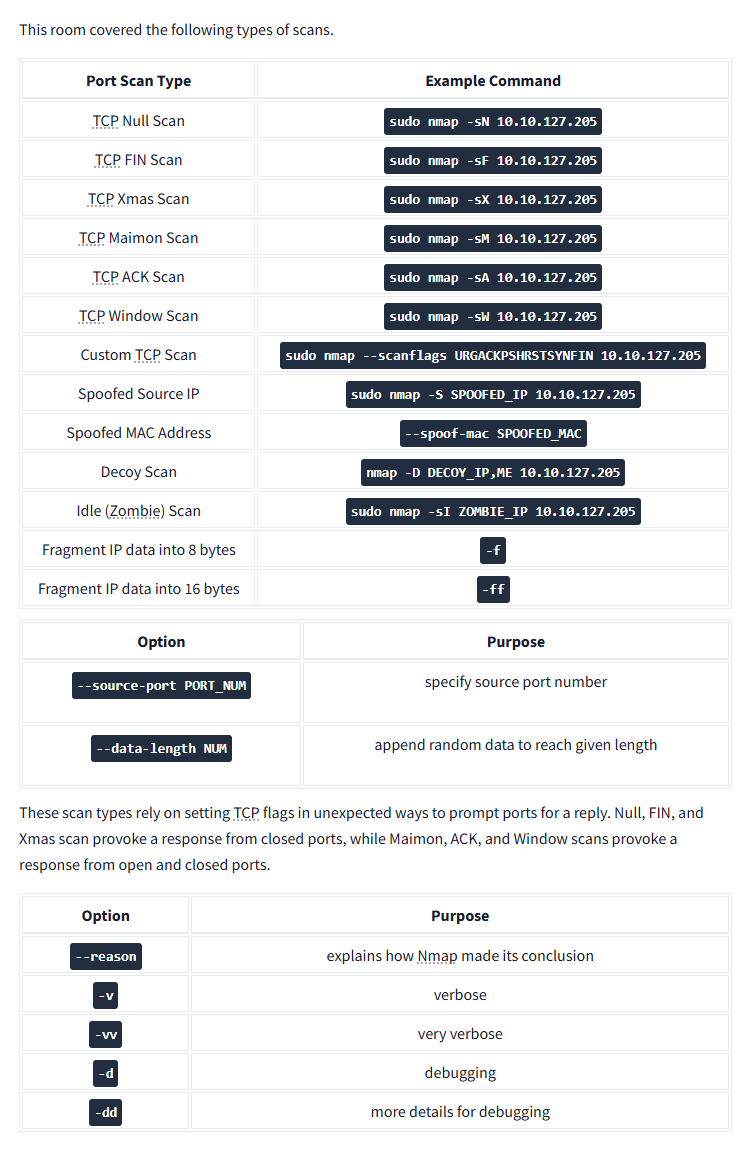 This room covered the following types of scans.
Port Scan Type Example Command
TCP Null Scan sudo nmap -sN 10.10.127.205
TCP FIN Scan sudo nmap -sF 10.10.127.205
TCP Xmas Scan sudo nmap -sX 10.10.127.205
TCP Maimon Scan sudo nmap -sM 10.10.127.205
TCP ACK Scan sudo nmap -sA 10.10.127.205
TCP Window Scan sudo nmap -sW 10.10.127.205
Custom TCP Scan sudo nmap --scanflags URGACKPSHRSTSYNFIN 10.10.127.205
Spoofed Source IP sudo nmap -S SPOOFED_IP 10.10.127.205
Spoofed MAC Address --spoof-mac SPOOFED_MAC
Decoy Scan nmap -D DECOY_IP,ME 10.10.127.205
Idle (Zombie) Scan sudo nmap -sI ZOMBIE_IP 10.10.127.205
Fragment IP data into 8 bytes -f
Fragment IP data into 16 bytes -ff
Option Purpose
--source-port PORT_NUM specify source port number
--data-length NUM append random data to reach given length
These scan types rely on setting TCP flags in unexpected ways to prompt ports for a reply. Null, FIN, and
Xmas scan provoke a response from closed ports, while Maimon, ACK, and Window scans provoke a
response from open and closed ports.
Option Purpose
--reason explains how Nmap made its conclusion
-v verbose
-vv very verbose
-d debugging
-dd more details for debugging